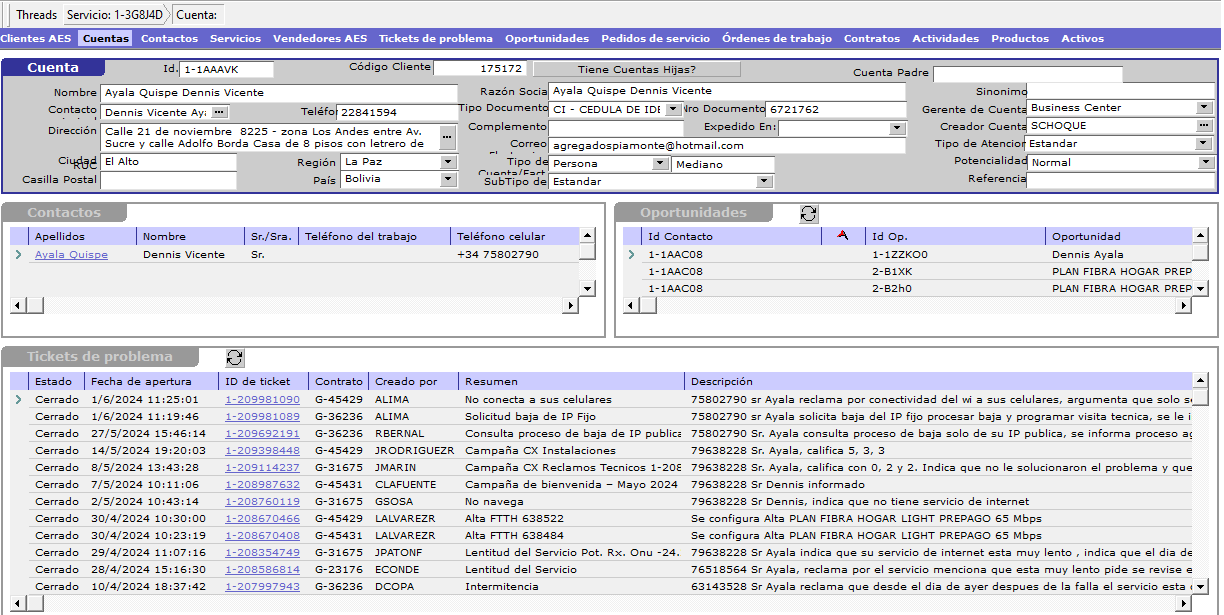 Threads Servicio: 1-3G8J4D Cuenta:
Clientes AES Cuentas Contactos Servicios Vendedores AES Tickets de problema Oportunidades Pedidos de servicio Órdenes de trabajo Contratos Actividades Productos Activos
Cuenta Id. 1-1AAAVK Código Cliente 175172 Tiene Cuentas Hijas? Cuenta Padre
Nombre Ayala Quispe Dennis Vicente Razón Socia Ayala Quispe Dennis Vicente Sinonimo
Contacto Dennis Vicente Ay: Teléfo 22841594 Tipo Documento CI - CEDULA DE IDE Nro Documento 6721762 Gerente de Cuenta Business Center
Dirección Calle 21 de noviembre 8225 - zona Los Andes entre Av. Complemento Expedido En: Creador Cuenta SCHOQUE
Sucre y calle Adolfo Borda Casa de 8 pisos con letrero de Correo agregadospiamonte@hotmail.com Tipo de Atencior Estandar
Ciudad El Alto Región La Paz Tipo de Persona Mediano Potencialidad Normal
RUC Cuenta/Fact
Casilla Postal País Bolivia SubTipo de Estandar Referencia
Contactos
Apellidos Nombre Sr./Sra. Teléfono del trabajo Teléfono celular
Ayala Quispe Dennis Vicente Sr. +34 75802790
Oportunidades
Id Contacto Id Op. Oportunidad
1-1AAC08 1-1ZZKO0 Dennis Ayala
1-1AAC08 2-B1XK PLAN FIBRA HOGAR PREP
1-1AAC08 2-B2h0 PLAN FIBRA HOGAR PREP
Tickets de problema
Estado Fecha de apertura ID de ticket Contrato Creado por Resumen Descripción
Cerrado 1/6/2024 11:25:01 1-209981090 G-45429 ALIMA No conecta a sus celulares 75802790 sr Ayala reclama por conectividad del wi a sus celulares, argumenta que solo se
Cerrado 1/6/2024 11:19:46 1-209981089 G-36236 ALIMA Solicitud baja de IP Fijo 75802790 sr Ayala solicita baja del IP fijo procesar baja y programar visita tecnica, se le i
Cerrado 27/5/2024 15:46:14 1-209692191 G-36236 RBERNAL Consulta proceso de baja de IP publica 75802790 Sr. Ayala consulta proceso de baja solo de su IP publica, se informa proceso ag
Cerrado 14/5/2024 19:20:03 1-209398448 G-45429 JRODRIGUEZR Campaña CX Instalaciones 79638228 Sr. Ayala, califica 5, 3, 3
Cerrado 8/5/2024 13:43:28 1-209114237 G-31675 JMARIN Campaña CX Reclamos Tecnicos 1-208 79638228 Sr. Ayala, califica con 0, 2 y 2. Indica que no le solucionaron el problema y que
Cerrado 7/5/2024 10:11:06 1-208987632 G-45431 CLAFUENTE Campaña de bienvenida – Mayo 2024 79638228 Sr Dennis informado
Cerrado 2/5/2024 10:43:14 1-208760119 G-31675 GSOSA No navega 79638228 Sr Dennis, indica que no tiene servicio de internet
Cerrado 30/4/2024 10:30:00 1-208670466 G-45429 LALVAREZR Alta FTTH 638522 Se configura Alta PLAN FIBRA HOGAR LIGHT PREPAGO 65 Mbps
Cerrado 30/4/2024 10:23:19 1-208670408 G-45431 LALVAREZR Alta FTTH 638484 Se configura Alta PLAN FIBRA HOGAR LIGHT PREPAGO 65 Mbps
Cerrado 29/4/2024 11:07:16 1-208354749 G-31675 JPATONF Lentitud del Servicio Pot. Rx. Onu -24. 79638228 Sr Ayala indica que su servicio de internet esta muy lento , indica que el dia de
Cerrado 28/4/2024 15:16:30 1-208586814 G-23176 ECONDE Lentitud del Servicio 76518564 Sr Ayala, reclama por el servicio menciona que esta muy lento pide se revise e
Cerrado 10/4/2024 18:37:42 1-207997943 G-36236 DCOPA Intermitencia 63143528 Sr Ayala reclama que desde el dia de ayer despues de la falla el servicio esta